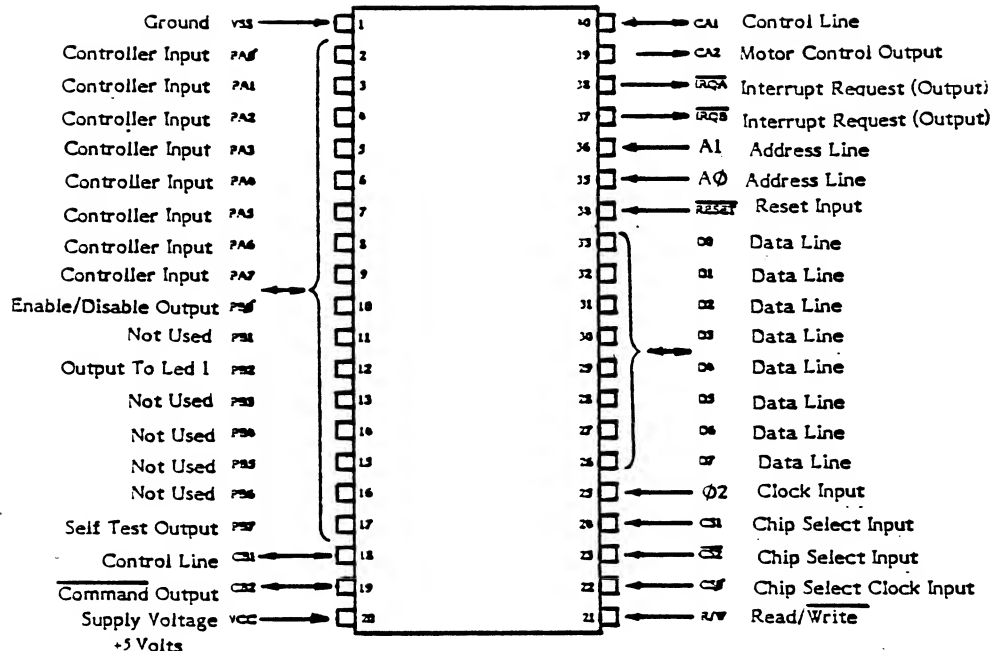 Ground VSS 1
Controller Input PA0 2
Controller Input PA1 3
Controller Input PA2 4
Controller Input PA3 5
Controller Input PA4 6
Controller Input PA5 7
Controller Input PA6 8
Controller Input PA7 9
Enable/Disable Output PB0 10
Not Used PB1 11
Output To Led 1 PB2 12
Not Used PB3 13
Not Used PB4 14
Not Used PB5 15
Not Used PB6 16
Self Test Output PB7 17
Control Line CB1 18
Command Output CB2 19
Supply Voltage VCC 20
+5 Volts
40 CA1 Control Line
39 CA2 Motor Control Output
38 IRQA Interrupt Request (Output)
37 IRQB Interrupt Request (Output)
36 A1 Address Line
35 AØ Address Line
34 RESET Reset Input
33 D0 Data Line
32 D1 Data Line
31 D2 Data Line
30 D3 Data Line
29 D4 Data Line
28 D5 Data Line
27 D6 Data Line
26 D7 Data Line
25 Ø2 Clock Input
24 CS1 Chip Select Input
23 CS2 Chip Select Input
22 CS0 Chip Select Clock Input
21 R/W Read/Write